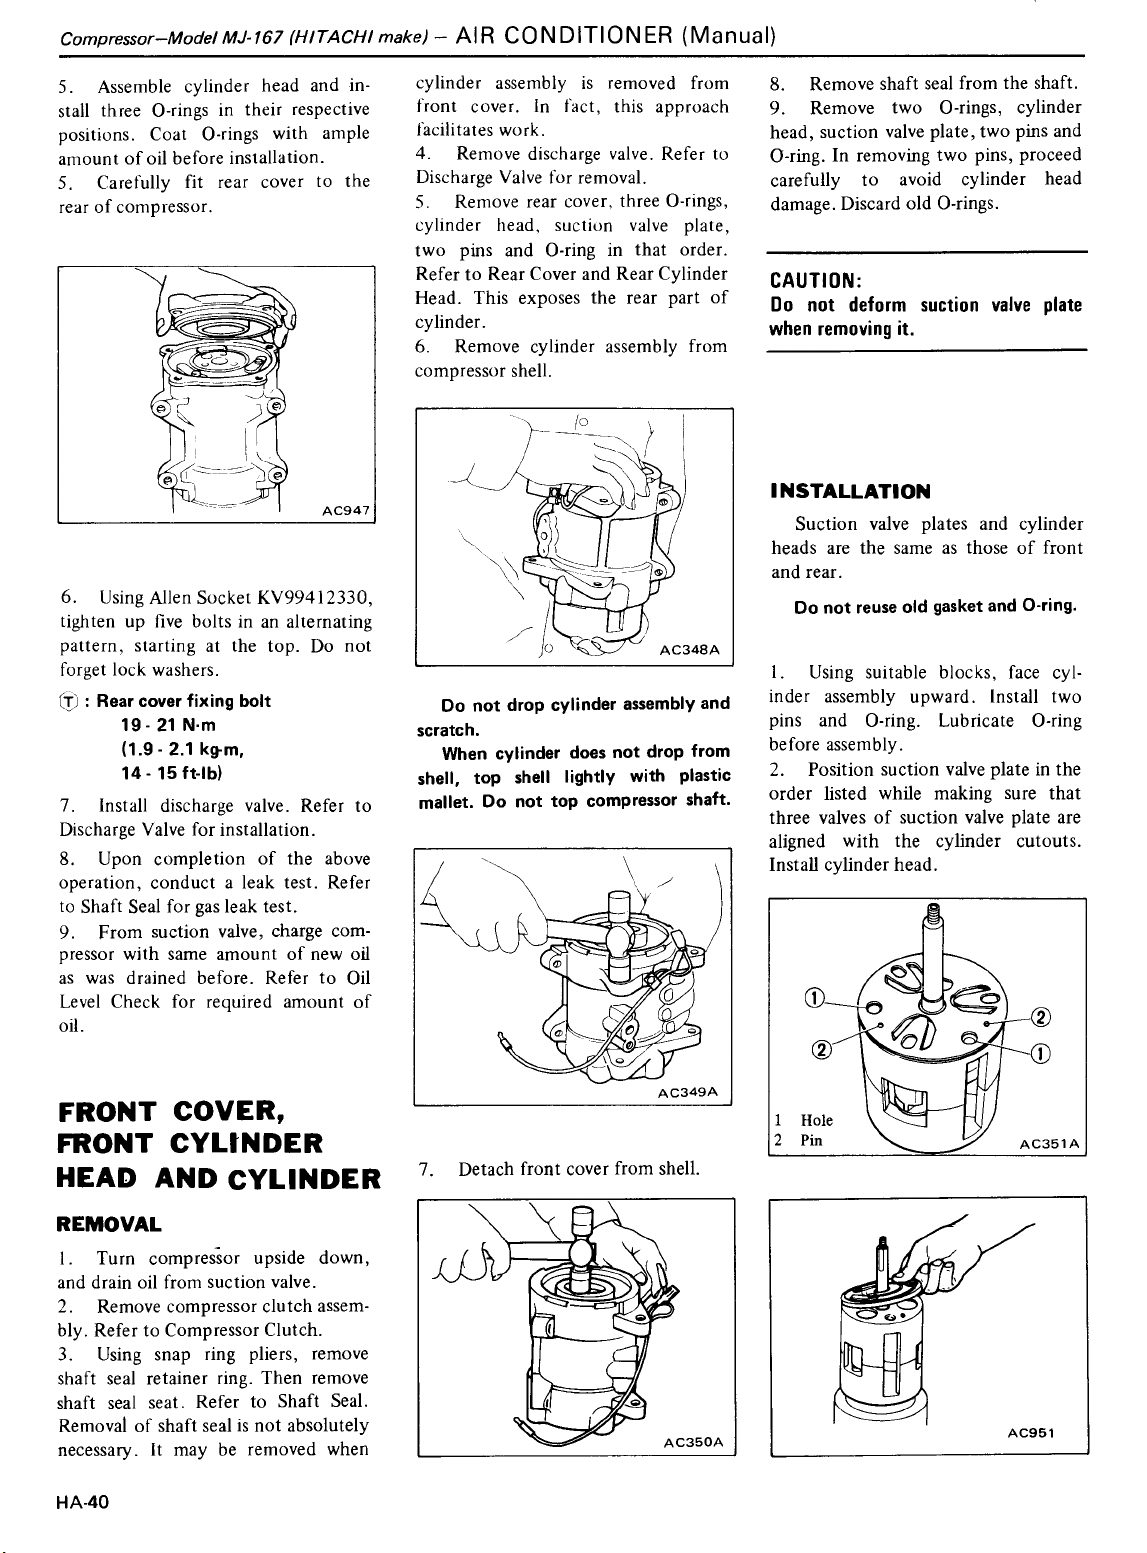 Compressor—Model MJ-167 (HITACHI make) – AIR CONDITIONER (Manual)
5. Assemble cylinder head and in-
stall three O-rings in their respective
positions. Coat O-rings with ample
amount of oil before installation.
5. Carefully fit rear cover to the
rear of compressor.
AC947
6. Using Allen Socket KV99412330,
tighten up five bolts in an alternating
pattern, starting at the top. Do not
forget lock washers.
Ⓣ : Rear cover fixing bolt
19 - 21 N·m
(1.9 - 2.1 kg-m,
14 - 15 ft-lb)
7. Install discharge valve. Refer to
Discharge Valve for installation.
8. Upon completion of the above
operation, conduct a leak test. Refer
to Shaft Seal for gas leak test.
9. From suction valve, charge com-
pressor with same amount of new oil
as was drained before. Refer to Oil
Level Check for required amount of
oil.
FRONT COVER,
FRONT CYLINDER
HEAD AND CYLINDER
REMOVAL
1. Turn compressor upside down,
and drain oil from suction valve.
2. Remove compressor clutch assem-
bly. Refer to Compressor Clutch.
3. Using snap ring pliers, remove
shaft seal retainer ring. Then remove
shaft seal seat. Refer to Shaft Seal.
Removal of shaft seal is not absolutely
necessary. It may be removed when
cylinder assembly is removed from
front cover. In fact, this approach
facilitates work.
4. Remove discharge valve. Refer to
Discharge Valve for removal.
5. Remove rear cover, three O-rings,
cylinder head, suction valve plate,
two pins and O-ring in that order.
Refer to Rear Cover and Rear Cylinder
Head. This exposes the rear part of
cylinder.
6. Remove cylinder assembly from
compressor shell.
AC348A
Do not drop cylinder assembly and
scratch.
When cylinder does not drop from
shell, top shell lightly with plastic
mallet. Do not top compressor shaft.
AC349A
7. Detach front cover from shell.
AC350A
8. Remove shaft seal from the shaft.
9. Remove two O-rings, cylinder
head, suction valve plate, two pins and
O-ring. In removing two pins, proceed
carefully to avoid cylinder head
damage. Discard old O-rings.
CAUTION:
Do not deform suction valve plate
when removing it.
INSTALLATION
Suction valve plates and cylinder
heads are the same as those of front
and rear.
Do not reuse old gasket and O-ring.
1. Using suitable blocks, face cyl-
inder assembly upward. Install two
pins and O-ring. Lubricate O-ring
before assembly.
2. Position suction valve plate in the
order listed while making sure that
three valves of suction valve plate are
aligned with the cylinder cutouts.
Install cylinder head.
①
②
②
①
1 Hole
2 Pin
AC351A
AC951
HA-40